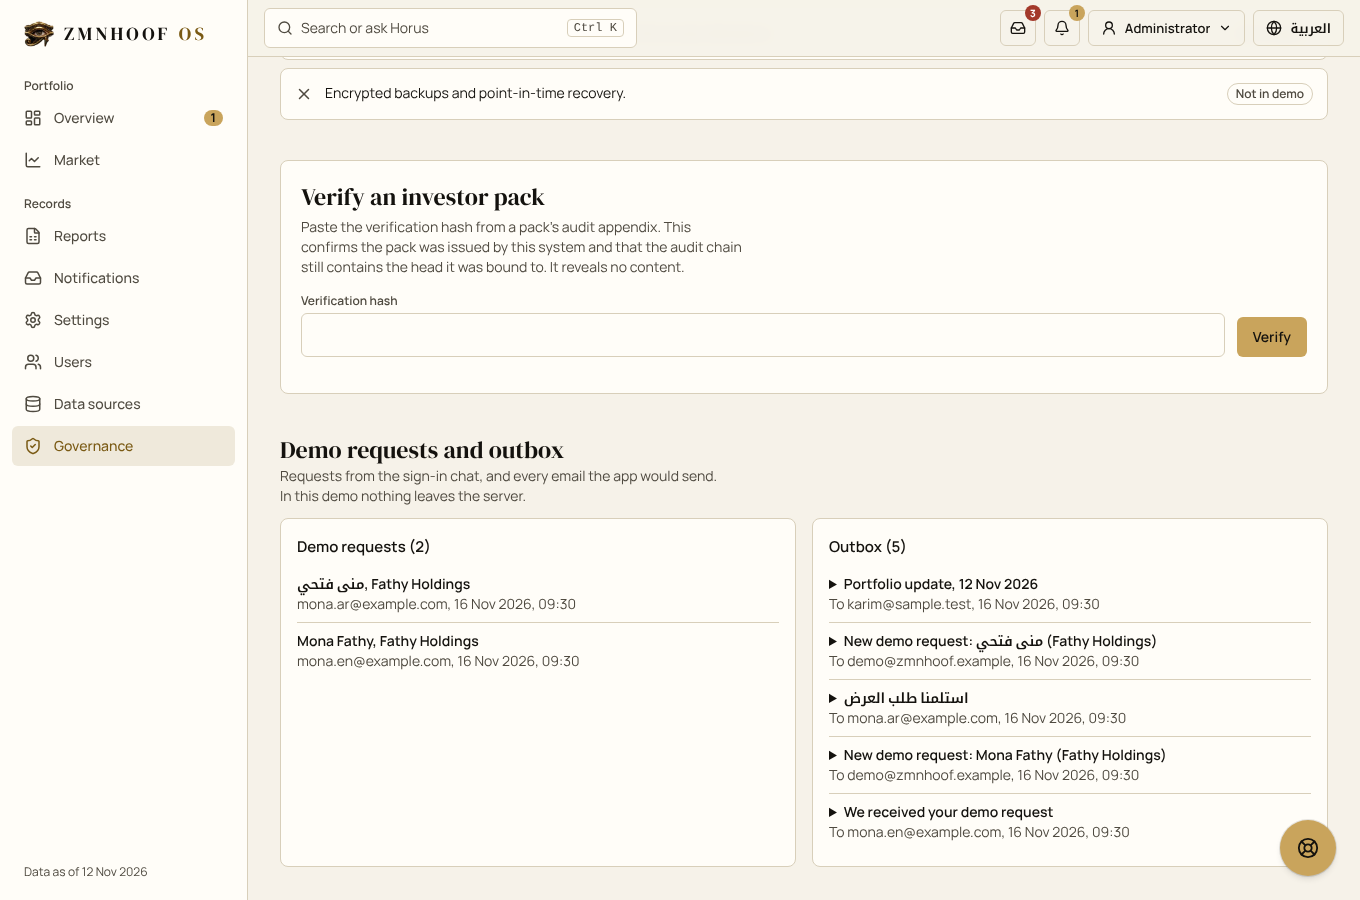 ZMNHOOF OS
Portfolio
Overview
1
Market
Records
Reports
Notifications
Settings
Users
Data sources
Governance
Data as of 12 Nov 2026
Search or ask Horus
Ctrl K
3
1
Administrator
العربية
Encrypted backups and point-in-time recovery.
Not in demo
Verify an investor pack
Paste the verification hash from a pack's audit appendix. This
confirms the pack was issued by this system and that the audit chain
still contains the head it was bound to. It reveals no content.
Verification hash
Verify
Demo requests and outbox
Requests from the sign-in chat, and every email the app would send.
In this demo nothing leaves the server.
Demo requests (2)
منى فتحي, Fathy Holdings
mona.ar@example.com, 16 Nov 2026, 09:30
Mona Fathy, Fathy Holdings
mona.en@example.com, 16 Nov 2026, 09:30
Outbox (5)
Portfolio update, 12 Nov 2026
To karim@sample.test, 16 Nov 2026, 09:30
New demo request: منى فتحي (Fathy Holdings)
To demo@zmnhoof.example, 16 Nov 2026, 09:30
استلمنا طلب العرض
To mona.ar@example.com, 16 Nov 2026, 09:30
New demo request: Mona Fathy (Fathy Holdings)
To demo@zmnhoof.example, 16 Nov 2026, 09:30
We received your demo request
To mona.en@example.com, 16 Nov 2026, 09:30